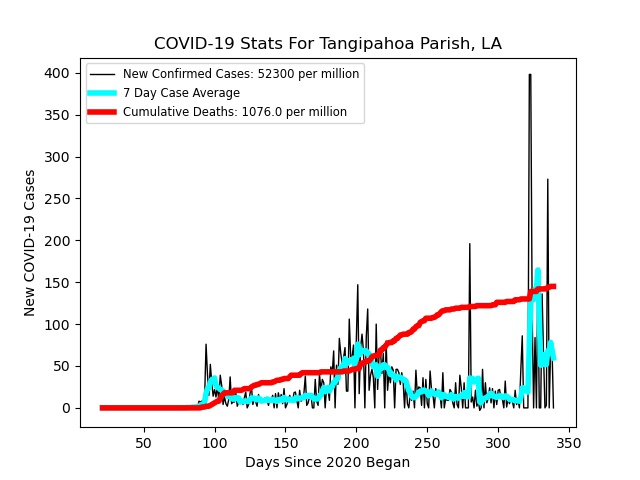 COVID-19 Stats For Tangipahoa Parish, LA
New Confirmed Cases: 52300 per million
7 Day Case Average
Cumulative Deaths: 1076.0 per million
New COVID-19 Cases
400
350
300
250
200
150
100
50
0
50 100 150 200 250 300 350
Days Since 2020 Began